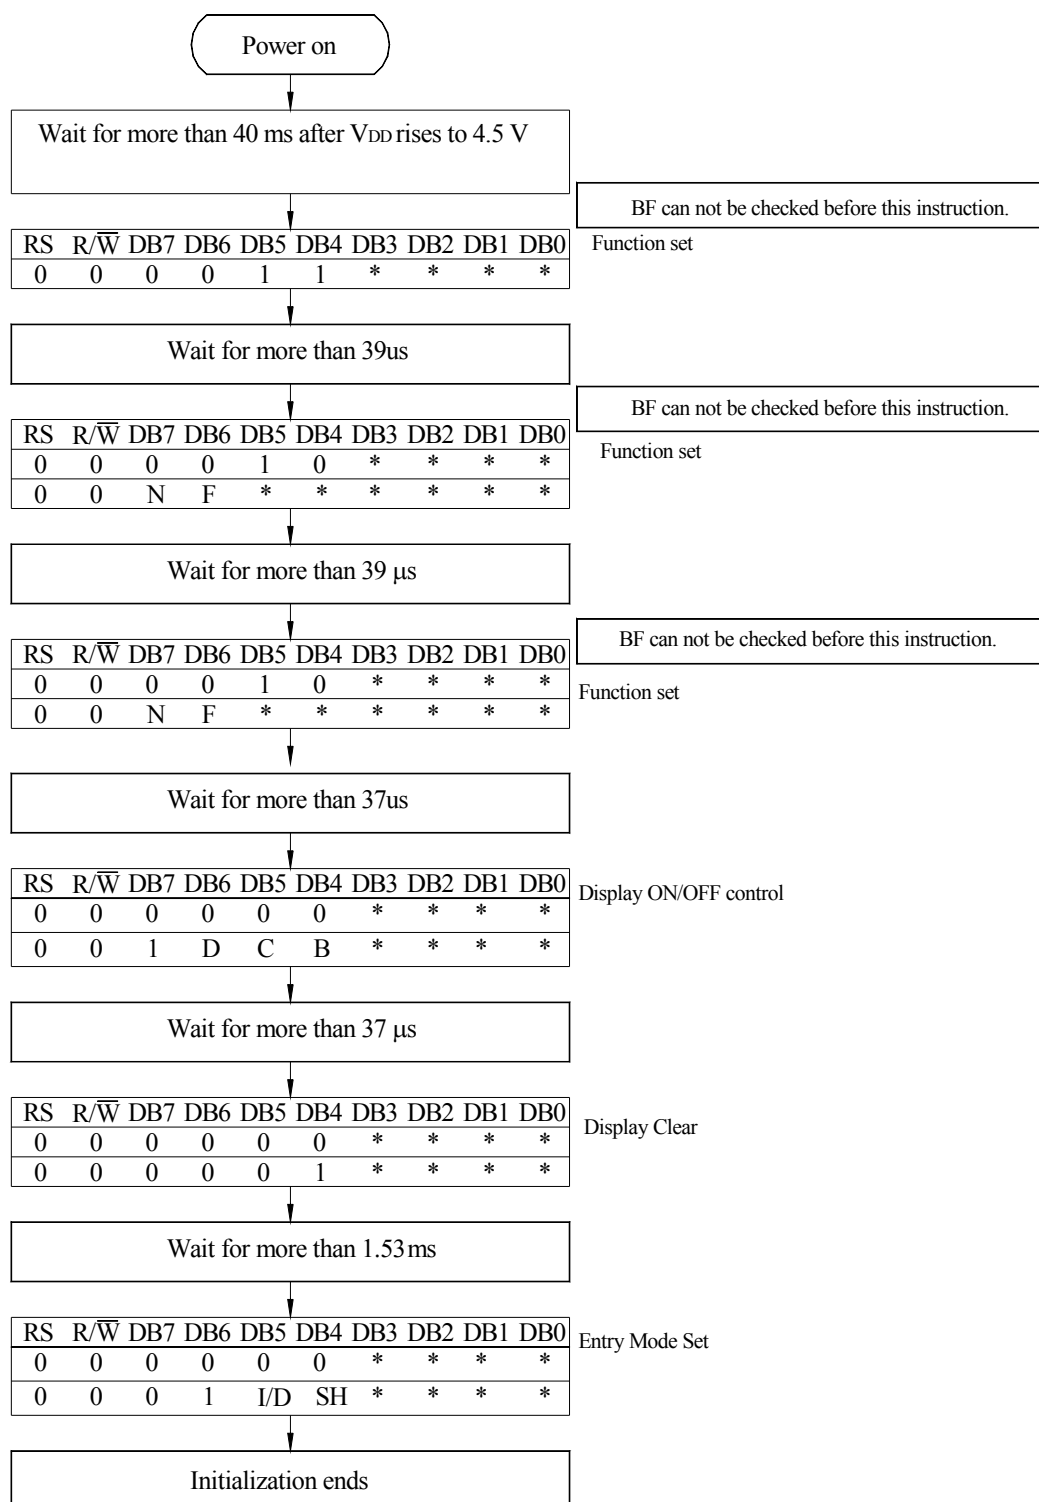 Power on
Wait for more than 40 ms after VDD rises to 4.5 V
BF can not be checked before this instruction.
RS R/W̅ DB7 DB6 DB5 DB4 DB3 DB2 DB1 DB0
Function set
0 0 0 0 1 1 * * * *
Wait for more than 39us
BF can not be checked before this instruction.
RS R/W̅ DB7 DB6 DB5 DB4 DB3 DB2 DB1 DB0
Function set
0 0 0 0 1 0 * * * *
0 0 N F * * * * * *
Wait for more than 39 μs
BF can not be checked before this instruction.
RS R/W̅ DB7 DB6 DB5 DB4 DB3 DB2 DB1 DB0
0 0 0 0 1 0 * * * *
Function set
0 0 N F * * * * * *
Wait for more than 37us
RS R/W̅ DB7 DB6 DB5 DB4 DB3 DB2 DB1 DB0
Display ON/OFF control
0 0 0 0 0 0 * * * *
0 0 1 D C B * * * *
Wait for more than 37 μs
RS R/W̅ DB7 DB6 DB5 DB4 DB3 DB2 DB1 DB0
Display Clear
0 0 0 0 0 0 * * * *
0 0 0 0 0 1 * * * *
Wait for more than 1.53ms
RS R/W̅ DB7 DB6 DB5 DB4 DB3 DB2 DB1 DB0
Entry Mode Set
0 0 0 0 0 0 * * * *
0 0 0 1 I/D SH * * * *
Initialization ends